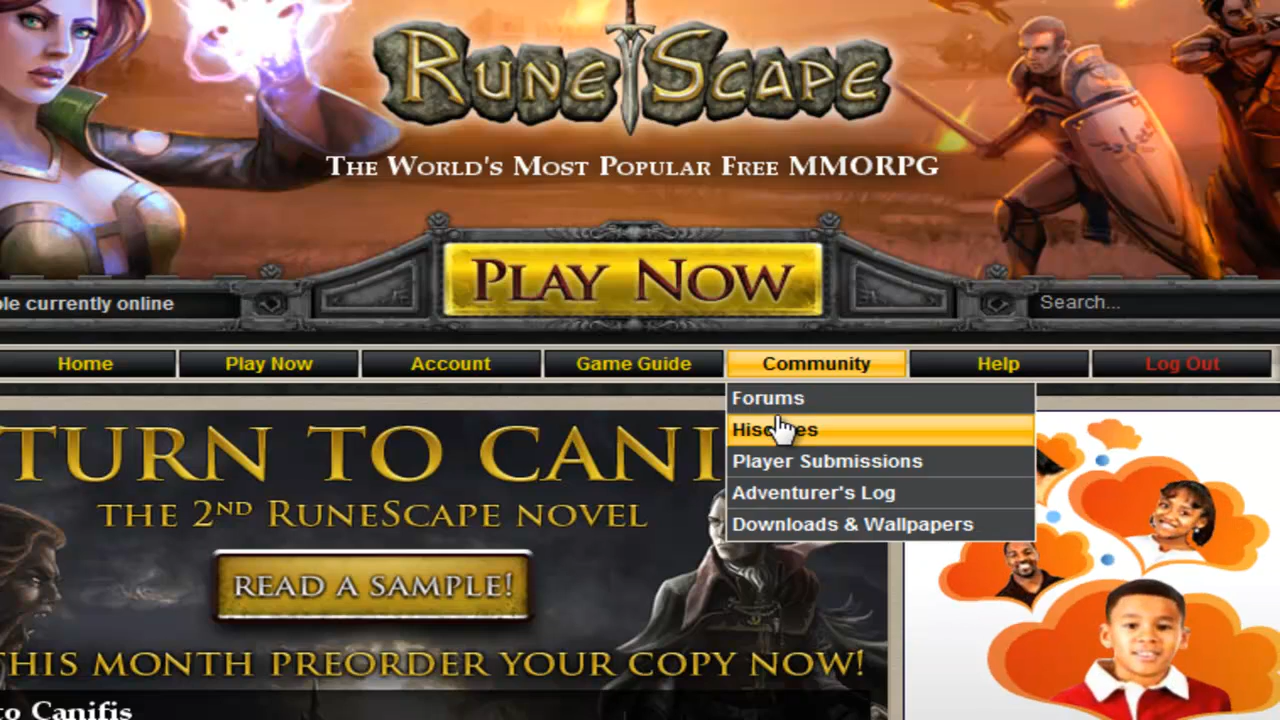 RUNESCAPE
THE WORLD'S MOST POPULAR FREE MMORPG
PLAY NOW
currently online
Search...
Home
Play Now
Account
Game Guide
Community
Help
Log Out
Forums
Hiscores
Player Submissions
Adventurer's Log
Downloads & Wallpapers
TURN TO CANI
THE 2ND RUNESCAPE NOVEL
READ A SAMPLE!
THIS MONTH PREORDER YOUR COPY NOW!
to Canifis